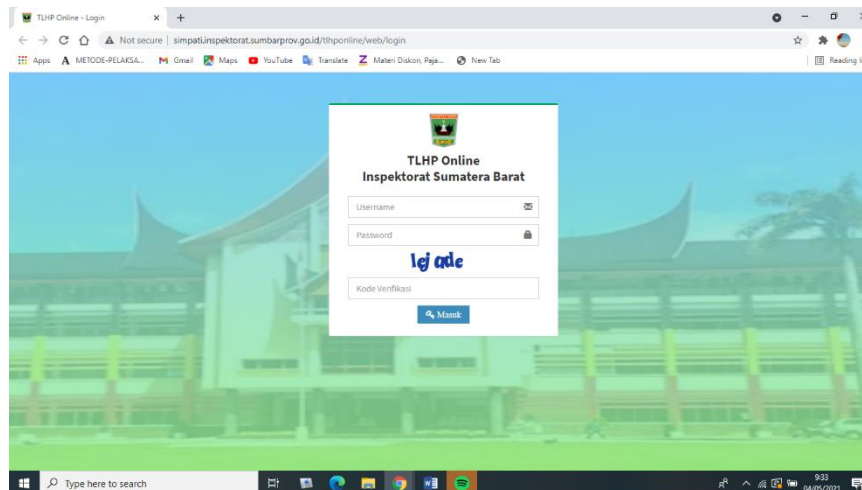 TLHP Online - Login
Not secure | simpati.inspektorat.sumbarprov.go.id/tlhponline/web/login
Apps METODE-PELAKSA... Gmail Maps YouTube Translate Materi Diskon, Paja... New Tab Reading
TLHP Online
Inspektorat Sumatera Barat
Username
Password
Kode Verifikasi
Masuk
Type here to search
9:33
04/05/2021